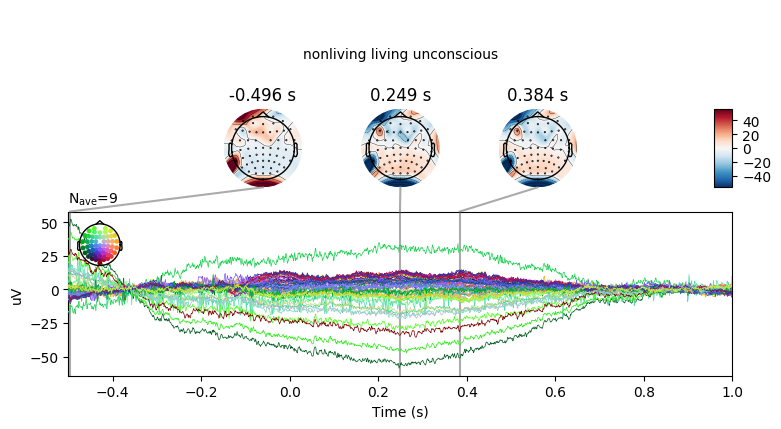 nonliving living unconscious
-0.496 s 0.249 s 0.384 s
40
20
0
−20
−40
Nave=9
50
25
0
−25
−50
uV
−0.4 −0.2 0.0 0.2 0.4 0.6 0.8 1.0
Time (s)